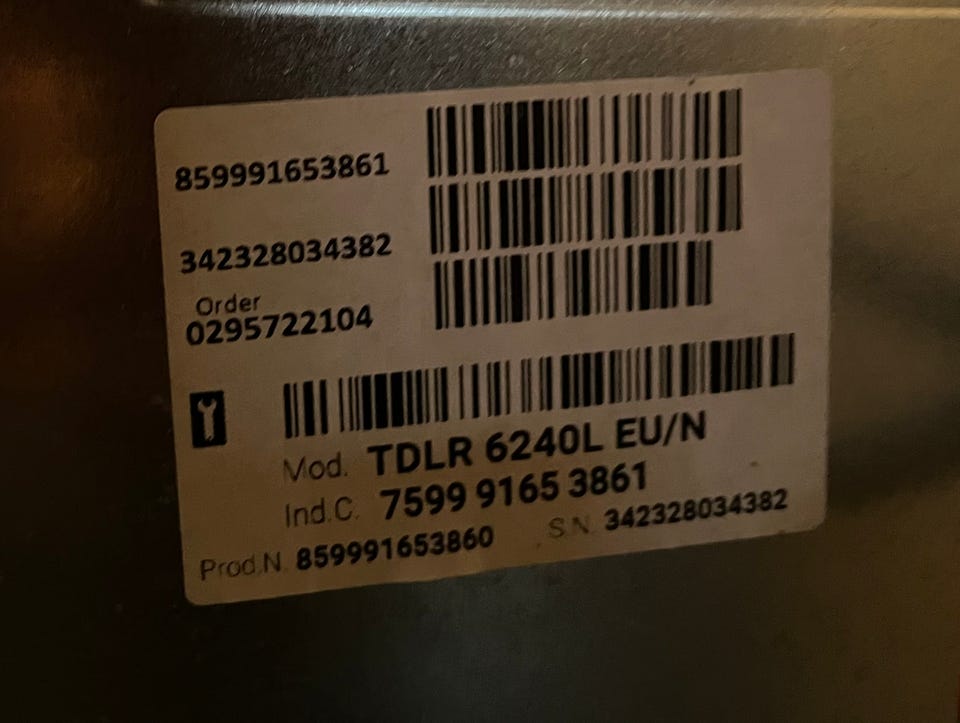 859991653861
342328034382
Order
0295722104
Mod. TDLR 6240L EU/N
Ind.C. 7599 9165 3861
Prod.N. 859991653860 S.N. 342328034382